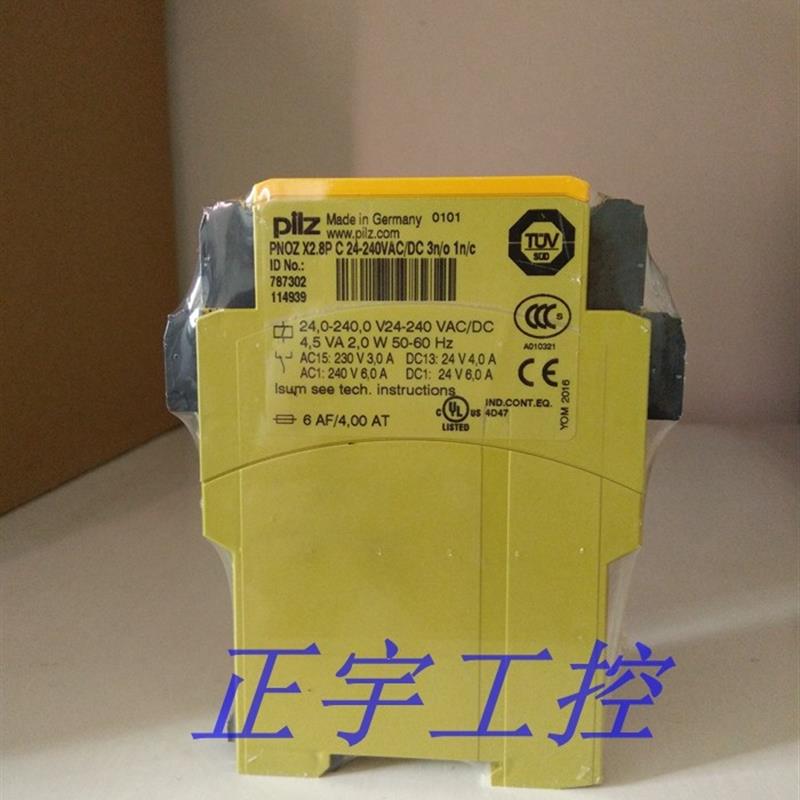 pilz Made in Germany 0101
www.pilz.com
PNOZ X2.8P C 24-240VAC/DC 3n/o 1n/c
ID No.:
787302
114939
TÜV
SÜD
CCC S
A010321
24,0-240,0 V24-240 VAC/DC
4,5 VA 2,0 W 50-60 Hz
AC15: 230 V 3,0 A DC13: 24 V 4,0 A
AC1: 240 V 6,0 A DC1: 24 V 6,0 A
Isum see tech. instructions
CE
YOM 2016
6 AF/4,00 AT
C UL US
LISTED
IND.CONT.EQ.
4D47
正宇工控